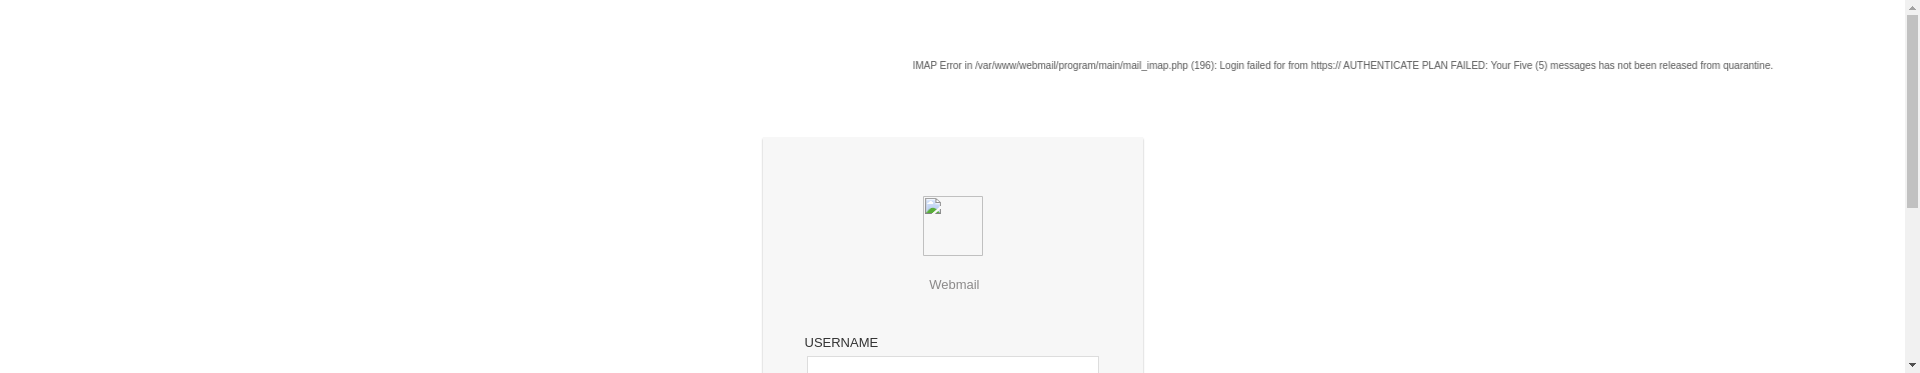 IMAP Error in /var/www/webmail/program/main/mail_imap.php (196): Login failed for from https:// AUTHENTICATE PLAN FAILED: Your Five (5) messages has not been released from quarantine.
Webmail
USERNAME